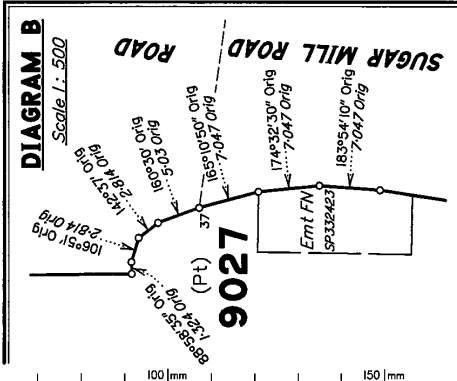 DIAGRAM B
Scale 1 : 500
ROAD
SUGAR MILL ROAD
88°58'35" Orig
1·324 Orig
106°51' Orig
2·814 Orig
142°37' Orig
2·814 Orig
160°30' Orig
5·03 Orig
165°10'50" Orig
7·047 Orig
174°32'30" Orig
7·047 Orig
183°54'10" Orig
7·047 Orig
37
(Pt)
9027
Emt FN
SP332423
100 mm
150 mm